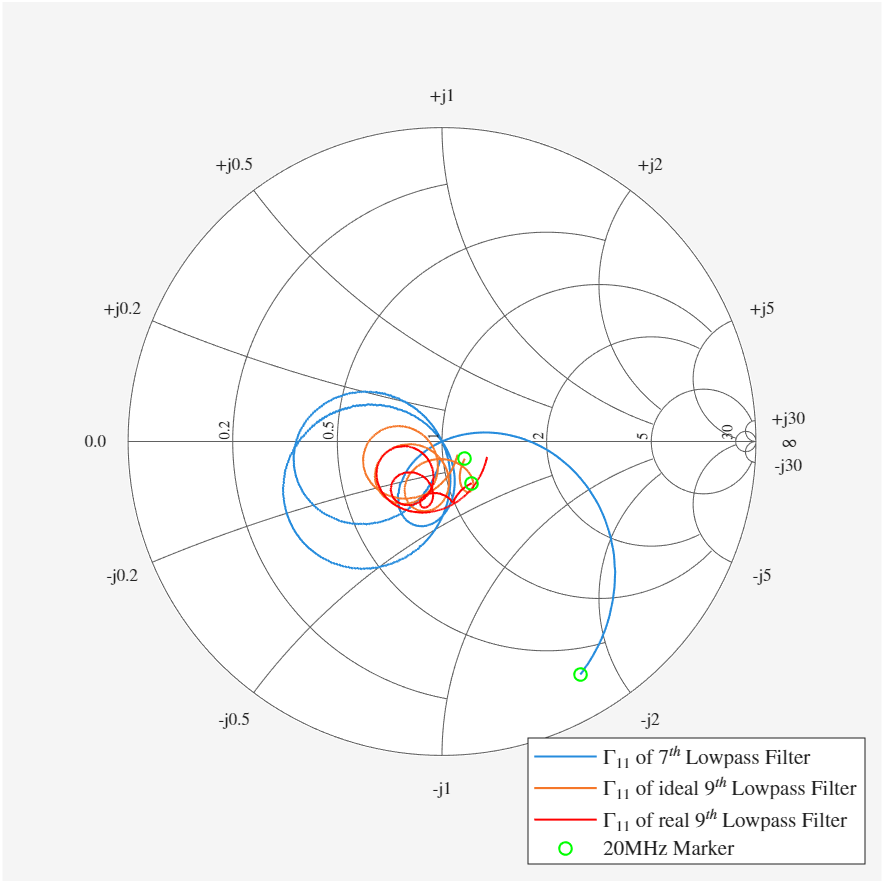 +j1
+j0.5
+j2
+j0.2
+j5
0.0
0.2
0.5
1
2
5
30
+j30
∞
-j30
-j0.2
-j5
-j0.5
-j2
-j1
Γ₁₁ of 7ᵗʰ Lowpass Filter
Γ₁₁ of ideal 9ᵗʰ Lowpass Filter
Γ₁₁ of real 9ᵗʰ Lowpass Filter
20MHz Marker